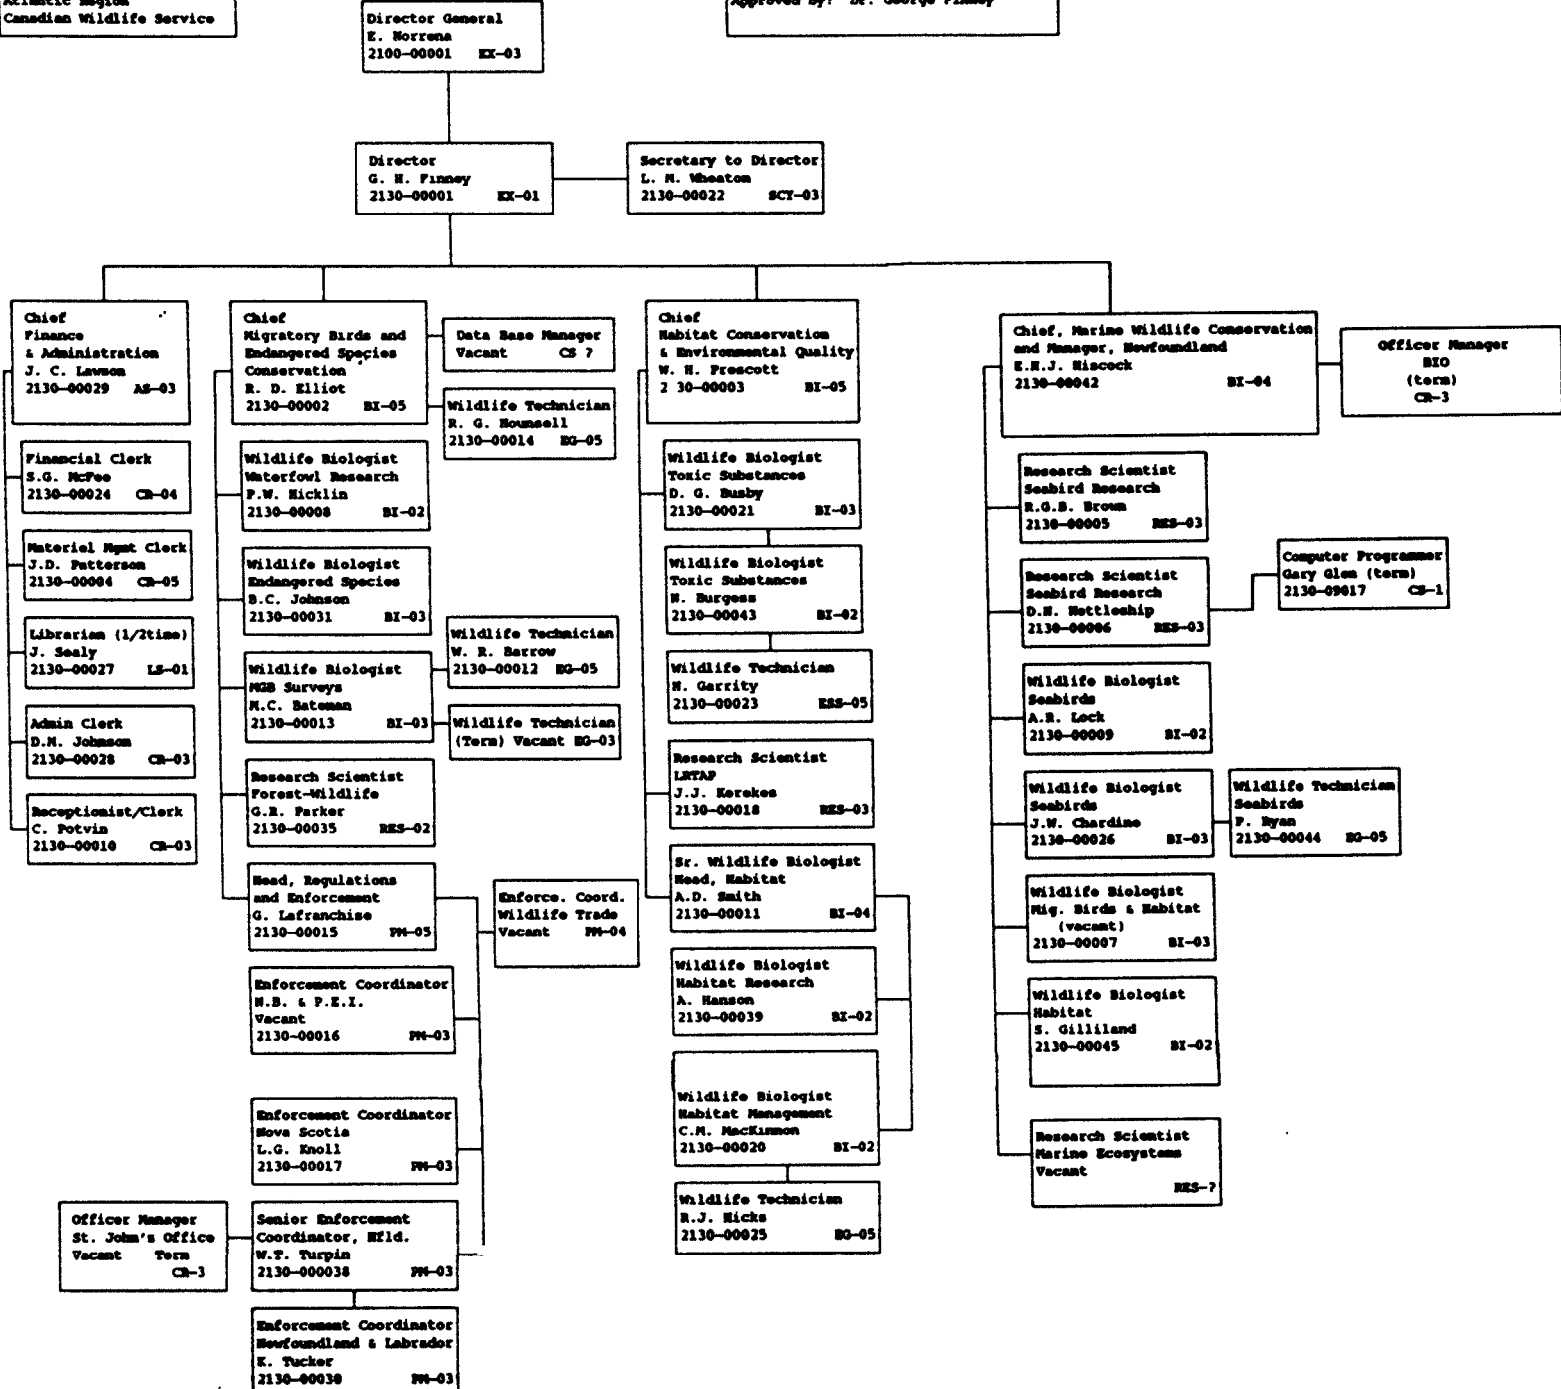 Atlantic Region
Canadian Wildlife Service
Approved by: Dr. George Finney
Director General
E. Norrena
2100-00001 EX-03
Director
G. H. Finney
2130-00001 EX-01
Secretary to Director
L. M. Wheaton
2130-00022 SCY-03
Chief
Finance
& Administration
J. C. Lawson
2130-00029 AS-03
Financial Clerk
S.G. McFee
2130-00024 CR-04
Materiel Mgmt Clerk
J.D. Patterson
2130-00004 CR-05
Librarian (1/2time)
J. Sealy
2130-00027 LS-01
Admin Clerk
D.M. Johnson
2130-00028 CR-03
Receptionist/Clerk
C. Potvin
2130-00010 CR-03
Chief
Migratory Birds and
Endangered Species
Conservation
R. D. Elliot
2130-00002 BI-05
Data Base Manager
Vacant CS ?
Wildlife Technician
R. G. Hounsell
2130-00014 EG-05
Wildlife Biologist
Waterfowl Research
P.W. Hicklin
2130-00008 BI-02
Wildlife Biologist
Endangered Species
B.C. Johnson
2130-00031 BI-03
Wildlife Biologist
MGB Surveys
M.C. Bateman
2130-00013 BI-03
Wildlife Technician
W. R. Barrow
2130-00012 EG-05
Wildlife Technician
(Term) Vacant EG-03
Research Scientist
Forest-Wildlife
G.R. Parker
2130-00035 RES-02
Head, Regulations
and Enforcement
G. Lafranchise
2130-00015 PM-05
Enforce. Coord.
Wildlife Trade
Vacant PM-04
Enforcement Coordinator
N.B. & P.E.I.
Vacant
2130-00016 PM-03
Enforcement Coordinator
Nova Scotia
L.G. Knoll
2130-00017 PM-03
Officer Manager
St. John's Office
Vacant Term
CR-3
Senior Enforcement
Coordinator, Nfld.
W.T. Turpin
2130-000038 PM-03
Enforcement Coordinator
Newfoundland & Labrador
K. Tucker
2130-00030 PM-03
Chief
Habitat Conservation
& Environmental Quality
W. H. Prescott
2 30-00003 BI-05
Wildlife Biologist
Toxic Substances
D. G. Busby
2130-00021 BI-03
Wildlife Biologist
Toxic Substances
N. Burgess
2130-00043 BI-02
Wildlife Technician
N. Garrity
2130-00023 ESS-05
Research Scientist
LRTAP
J.J. Kerekes
2130-00018 RES-03
Sr. Wildlife Biologist
Head, Habitat
A.D. Smith
2130-00011 BI-04
Wildlife Biologist
Habitat Research
A. Hanson
2130-00039 BI-02
Wildlife Biologist
Habitat Management
C.M. MacKinnon
2130-00020 BI-02
Wildlife Technician
R.J. Hicks
2130-00025 EG-05
Chief, Marine Wildlife Conservation
and Manager, Newfoundland
E.H.J. Hiscock
2130-00042 BI-04
Officer Manager
BIO
(term)
CR-3
Research Scientist
Seabird Research
R.G.B. Brown
2130-00005 RES-03
Research Scientist
Seabird Research
D.N. Nettleship
2130-00006 RES-03
Computer Programmer
Gary Glen (term)
2130-09017 CS-1
Wildlife Biologist
Seabirds
A.R. Lock
2130-00009 BI-02
Wildlife Biologist
Seabirds
J.W. Chardine
2130-00026 BI-03
Wildlife Technician
Seabirds
P. Ryan
2130-00044 EG-05
Wildlife Biologist
Mig. Birds & Habitat
(vacant)
2130-00007 BI-03
Wildlife Biologist
Habitat
S. Gilliland
2130-00045 BI-02
Research Scientist
Marine Ecosystems
Vacant
RES-?